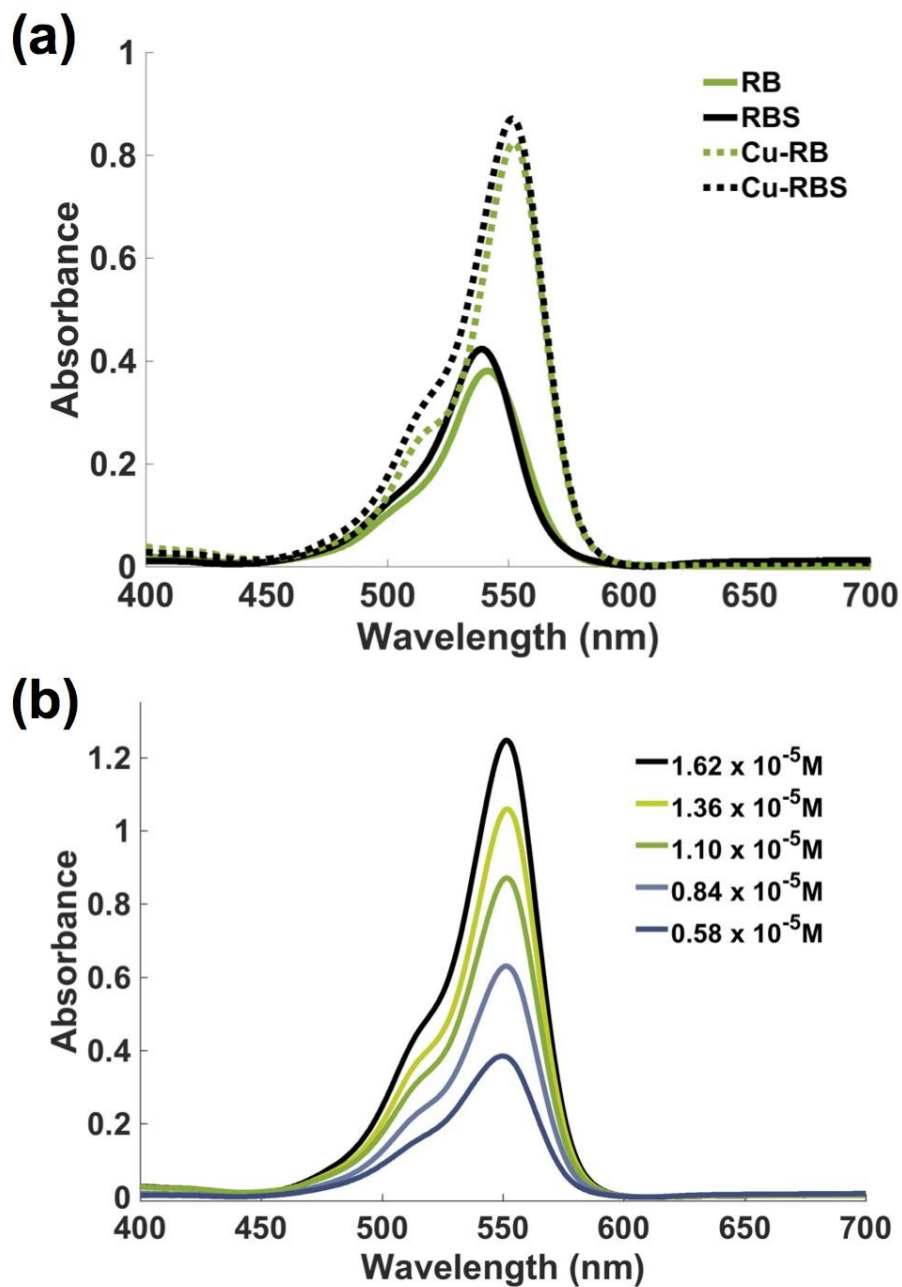 (a)
1
0.8
0.6
0.4
0.2
0
Absorbance
RB
RBS
Cu-RB
Cu-RBS
400 450 500 550 600 650 700
Wavelength (nm)
(b)
1.2
1
0.8
0.6
0.4
0.2
0
Absorbance
1.62 x 10⁻⁵M
1.36 x 10⁻⁵M
1.10 x 10⁻⁵M
0.84 x 10⁻⁵M
0.58 x 10⁻⁵M
400 450 500 550 600 650 700
Wavelength (nm)